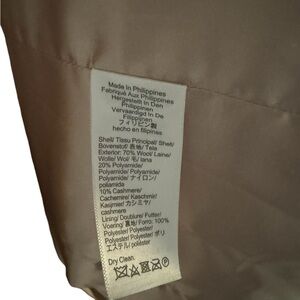 Made In Philippines
Fabriqué Aux Philippines
Hergestellt In Den
Philippinen
Vervaardigd In De
Filippijnen
フィリピン製
hecho en filipinas
Shell/ Tissu Principal/ Shell/
Bovenstof/ 表地/ Tela
Exterior: 70% Wool/ Laine/
Wolle/ Wol/ 毛/ lana
20% Polyamide/
Polyamide/ Polyamid/
Polyamide/ ナイロン/
poliamida
10% Cashmere/
Cachemire/ Kaschmir/
Kasjmier/ カシミヤ/
cashmere
Lining/ Doublure/ Futter/
Voering/ 裏地/ Forro: 100%
Polyester/ Polyester/
Polyester/ Polyester/ ポリ
エステル/ poliéster
Dry Clean.